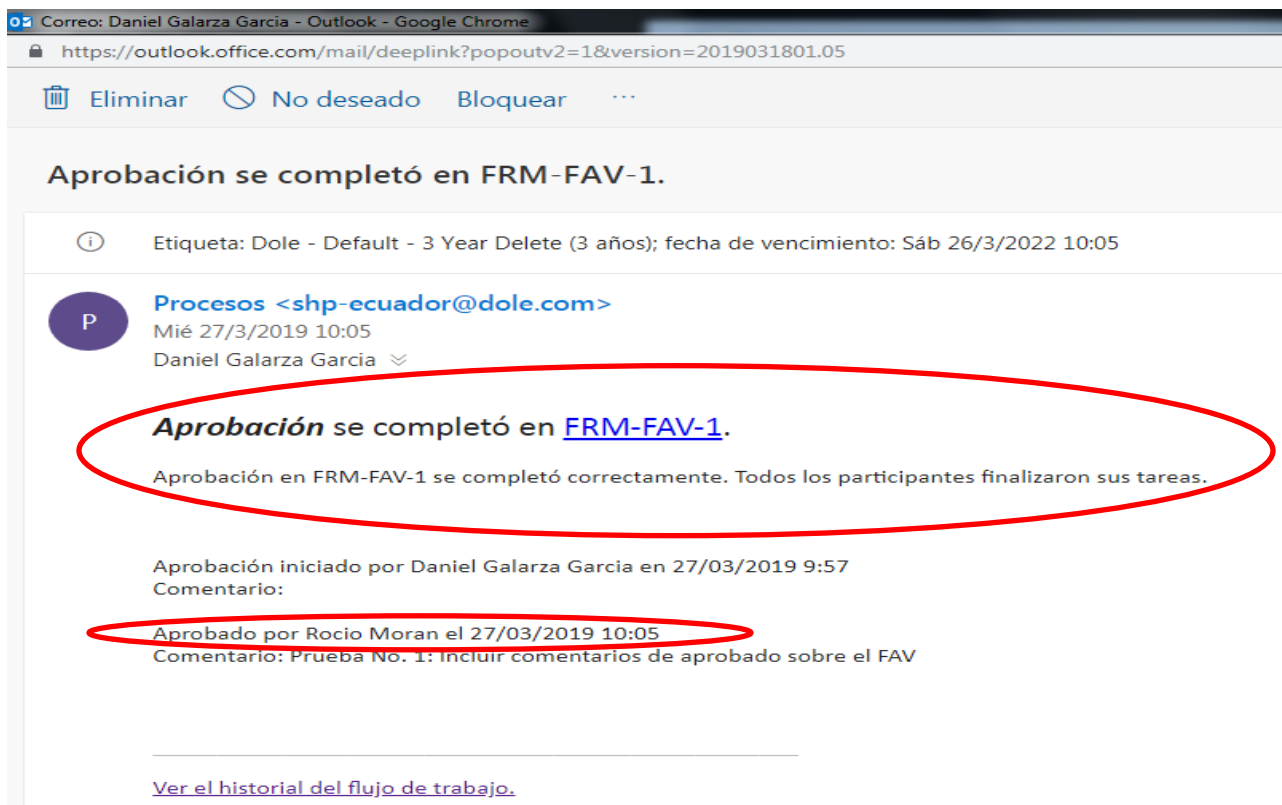 Correo: Daniel Galarza Garcia - Outlook - Google Chrome
https://outlook.office.com/mail/deeplink?popoutv2=1&version=2019031801.05
Eliminar No deseado Bloquear ...
Aprobación se completó en FRM-FAV-1.
Etiqueta: Dole - Default - 3 Year Delete (3 años); fecha de vencimiento: Sáb 26/3/2022 10:05
P
Procesos <shp-ecuador@dole.com>
Mié 27/3/2019 10:05
Daniel Galarza Garcia
Aprobación se completó en FRM-FAV-1.
Aprobación en FRM-FAV-1 se completó correctamente. Todos los participantes finalizaron sus tareas.
Aprobación iniciado por Daniel Galarza Garcia en 27/03/2019 9:57
Comentario:
Aprobado por Rocio Moran el 27/03/2019 10:05
Comentario: Prueba No. 1: Incluir comentarios de aprobado sobre el FAV
Ver el historial del flujo de trabajo.